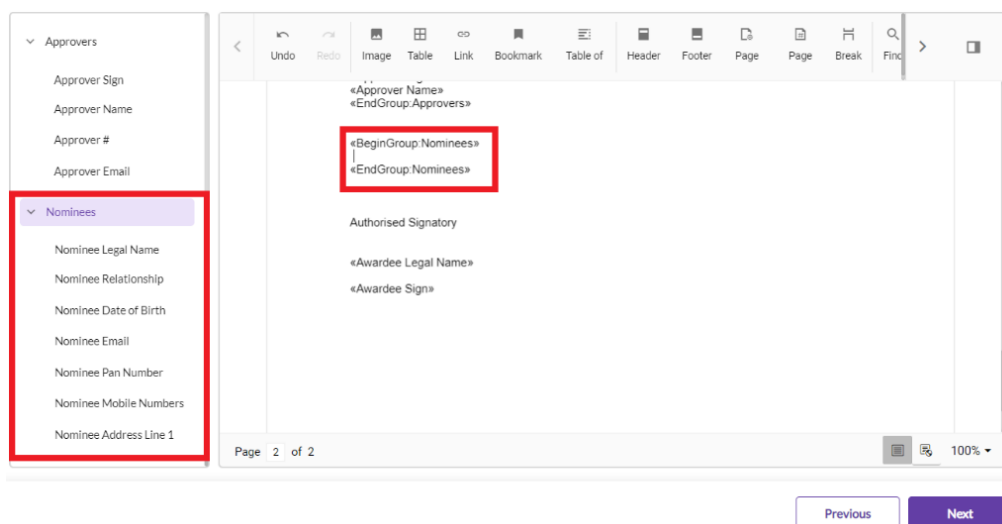 Approvers
Approver Sign
Approver Name
Approver #
Approver Email
Nominees
Nominee Legal Name
Nominee Relationship
Nominee Date of Birth
Nominee Email
Nominee Pan Number
Nominee Mobile Numbers
Nominee Address Line 1
Undo Redo Image Table Link Bookmark Table of Header Footer Page Page Break Find
«Approver Name»
«EndGroup:Approvers»
«BeginGroup:Nominees»
«EndGroup:Nominees»
Authorised Signatory
«Awardee Legal Name»
«Awardee Sign»
Page 2 of 2
100%
Previous Next